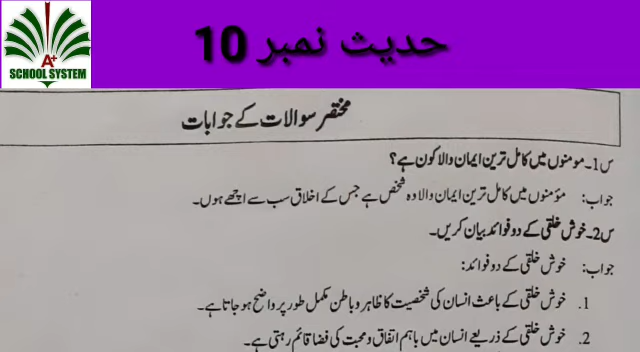 A+
SCHOOL SYSTEM
حدیث نمبر 10
مختصر سوالات کے جوابات
س1۔ مومنوں میں کامل ترین ایمان والا کون ہے؟
جواب: مؤمنوں میں کامل ترین ایمان والا وہ شخص ہے جس کے اخلاق سب سے اچھے ہوں۔
س2۔ خوش خلقی کے دو فوائد بیان کریں۔
جواب: خوش خلقی کے دو فوائد:
1. خوش خلقی کے باعث انسان کی شخصیت کا ظاہر و باطن مکمل طور پر واضح ہو جاتا ہے۔
2. خوش خلقی کے ذریعے انسان میں باہم اتفاق و محبت کی فضا قائم رہتی ہے۔